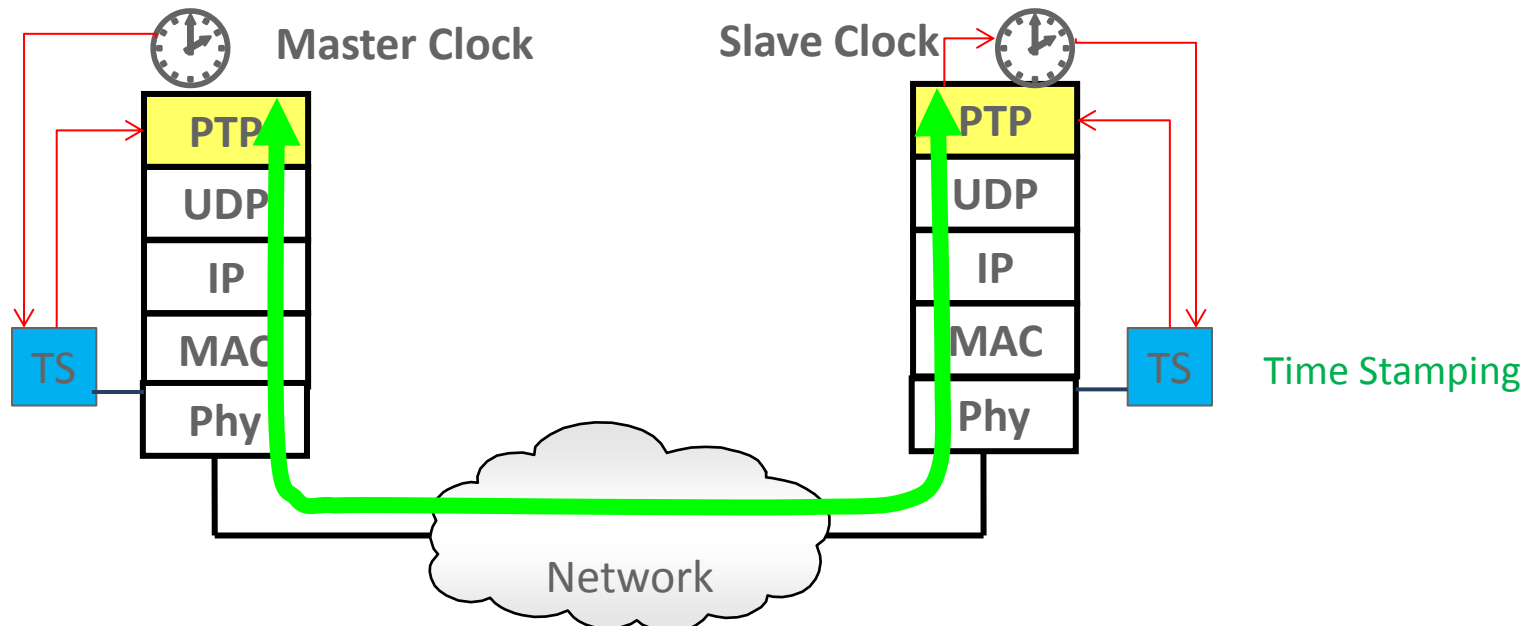 Master Clock
Slave Clock
PTP
UDP
IP
MAC
Phy
TS
PTP
UDP
IP
MAC
Phy
TS
Time Stamping
Network